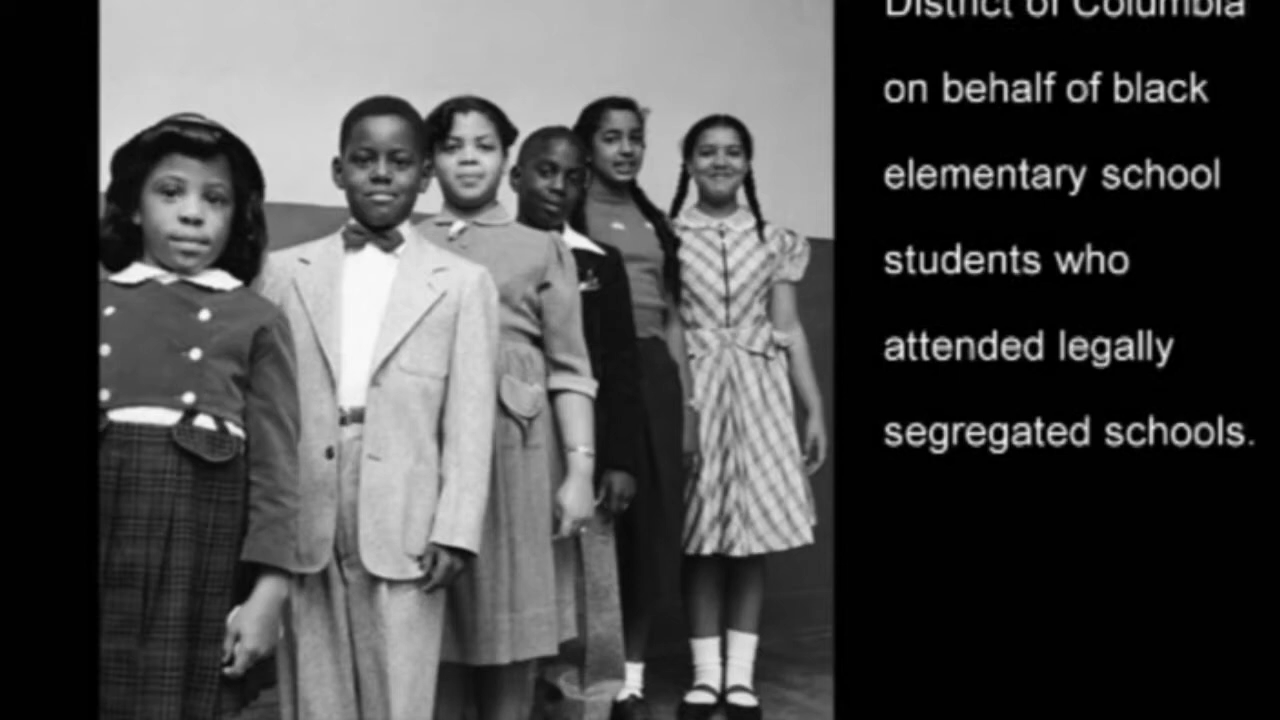 District of Columbia
on behalf of black
elementary school
students who
attended legally
segregated schools.